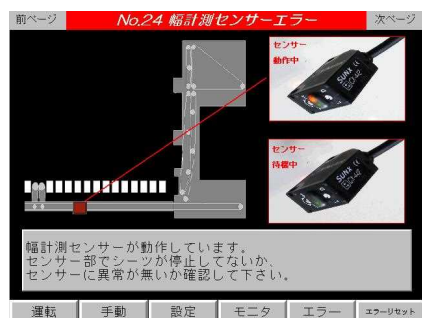 前ページ
No.24 幅計測センサーエラー
次ページ
センサー
動作中
SUNX
センサー
待機中
SUNX
幅計測センサーが動作しています。
センサー部でシーツが停止してないか、
センサーに異常が無いか確認して下さい。
運転
手動
設定
モニタ
エラー
エラーリセット